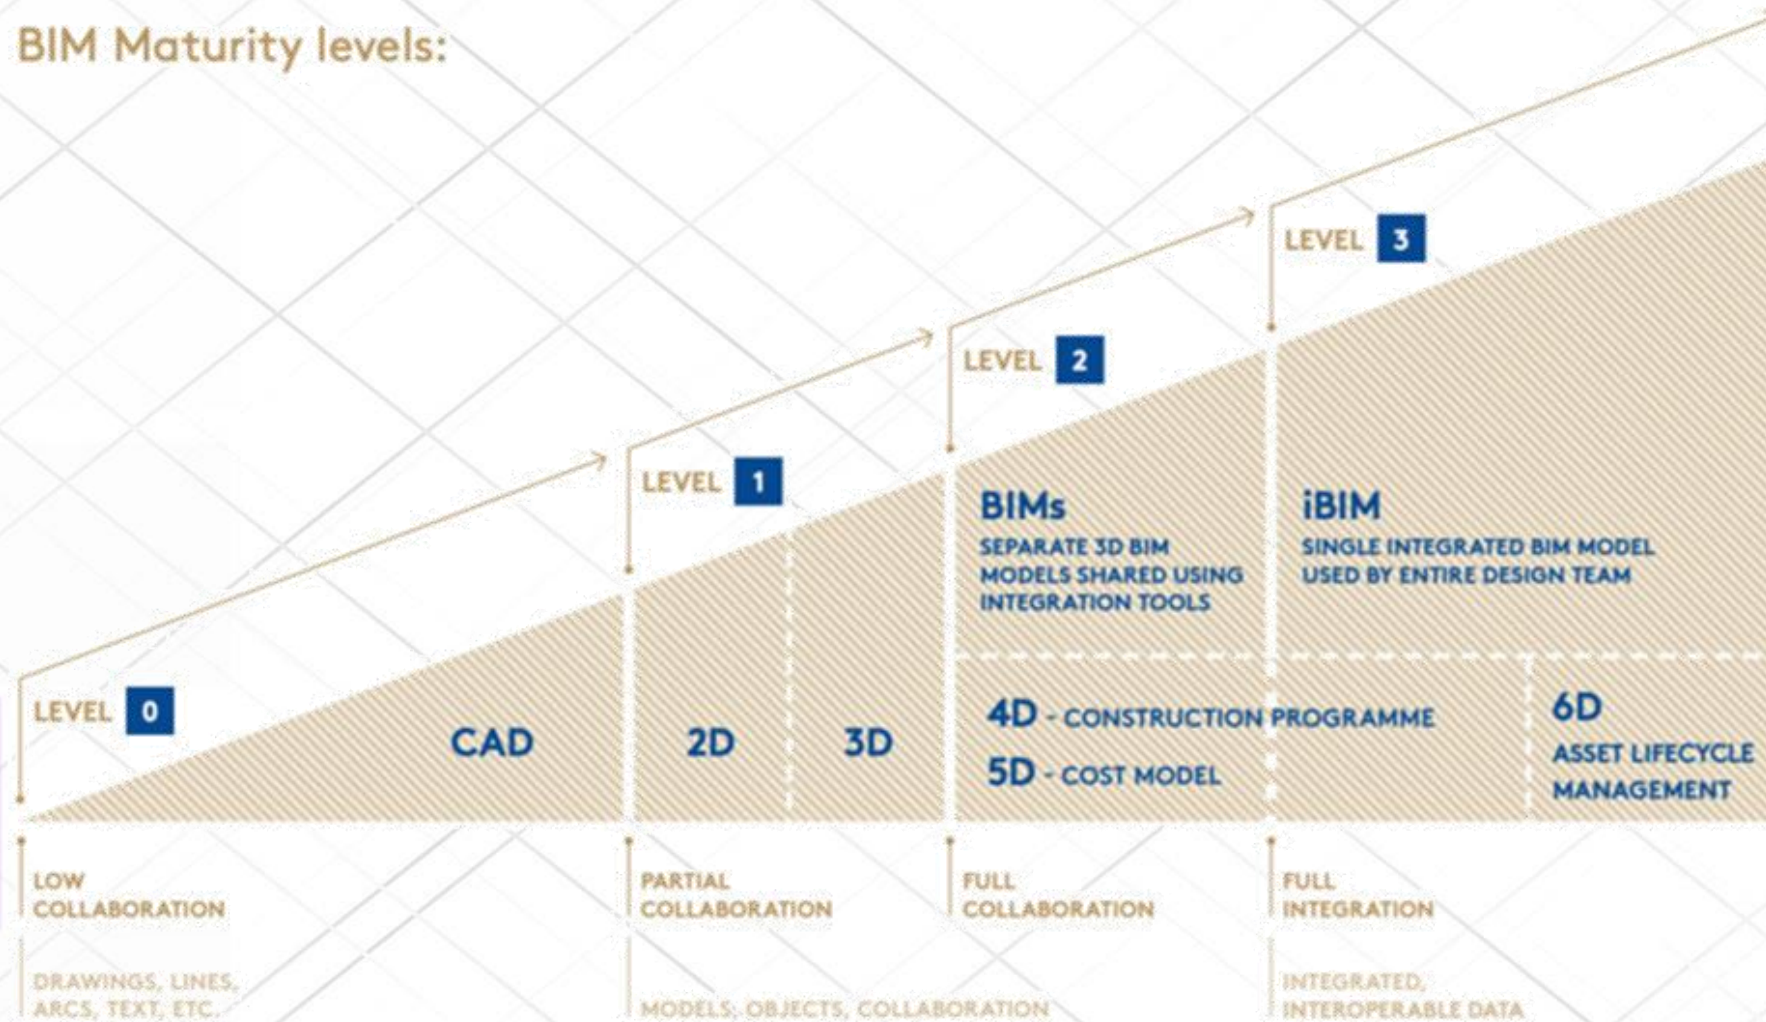 BIM Maturity levels:
LEVEL 3
LEVEL 2
LEVEL 1
LEVEL 0
BIMs
SEPARATE 3D BIM
MODELS SHARED USING
INTEGRATION TOOLS
iBIM
SINGLE INTEGRATED BIM MODEL
USED BY ENTIRE DESIGN TEAM
CAD
2D
3D
4D - CONSTRUCTION PROGRAMME
5D - COST MODEL
6D
ASSET LIFECYCLE
MANAGEMENT
LOW
COLLABORATION
PARTIAL
COLLABORATION
FULL
COLLABORATION
FULL
INTEGRATION
DRAWINGS, LINES,
ARCS, TEXT, ETC.
MODELS, OBJECTS, COLLABORATION
INTEGRATED,
INTEROPERABLE DATA